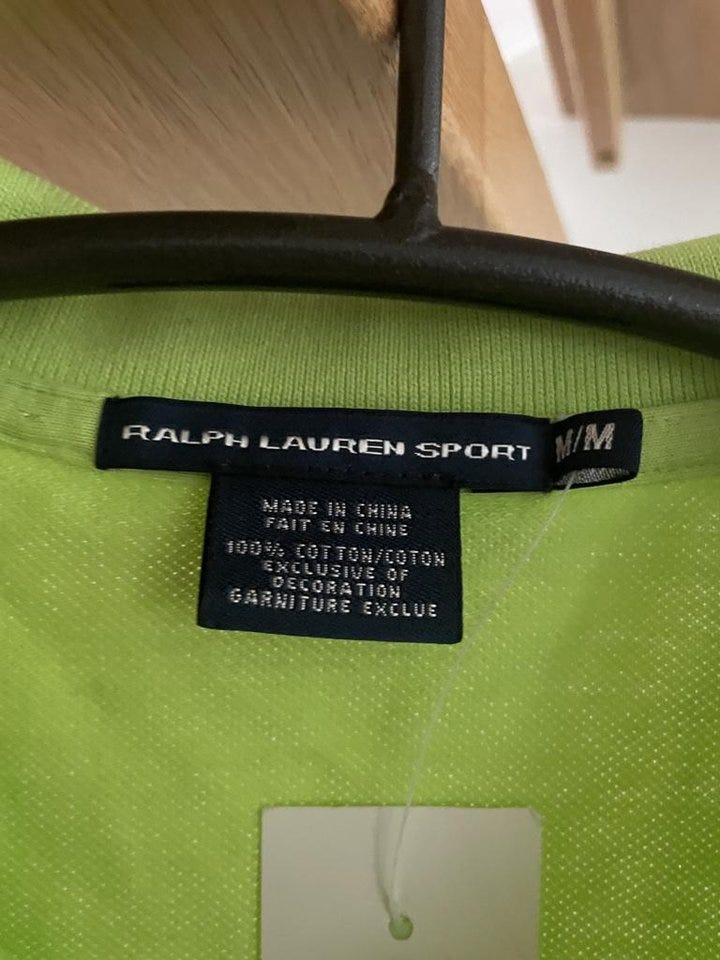 RALPH LAUREN SPORT
M/M
MADE IN CHINA
FAIT EN CHINE
100% COTTON/COTON
EXCLUSIVE OF
DECORATION
GARNITURE EXCLUE